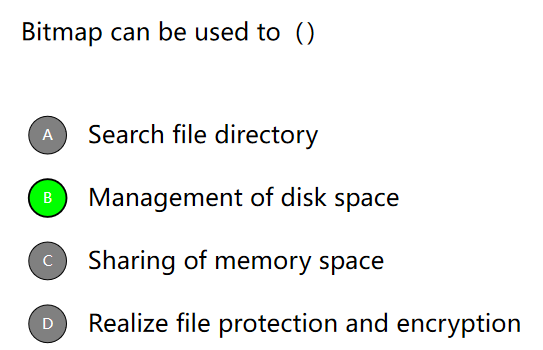 Bitmap can be used to（）
A Search file directory
B Management of disk space
C Sharing of memory space
D Realize file protection and encryption